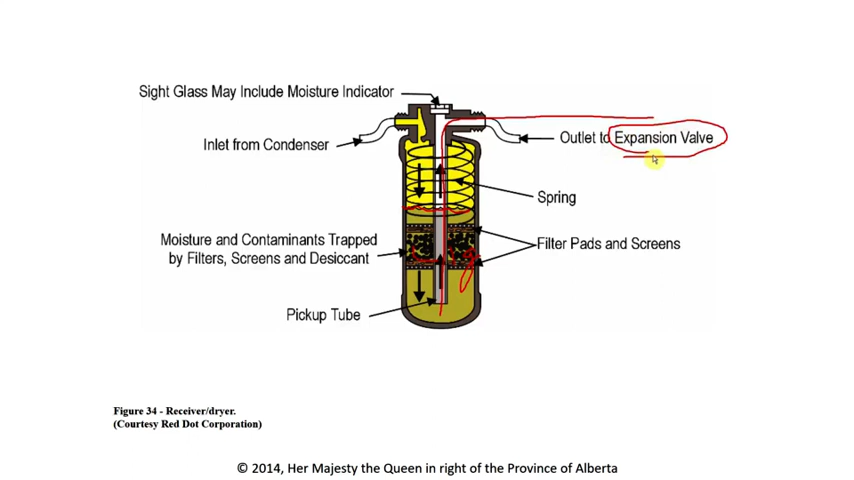 Sight Glass May Include Moisture Indicator
Inlet from Condenser
Outlet to Expansion Valve
Spring
Moisture and Contaminants Trapped
by Filters, Screens and Desiccant
Filter Pads and Screens
Pickup Tube
Figure 34 - Receiver/dryer.
(Courtesy Red Dot Corporation)
© 2014, Her Majesty the Queen in right of the Province of Alberta